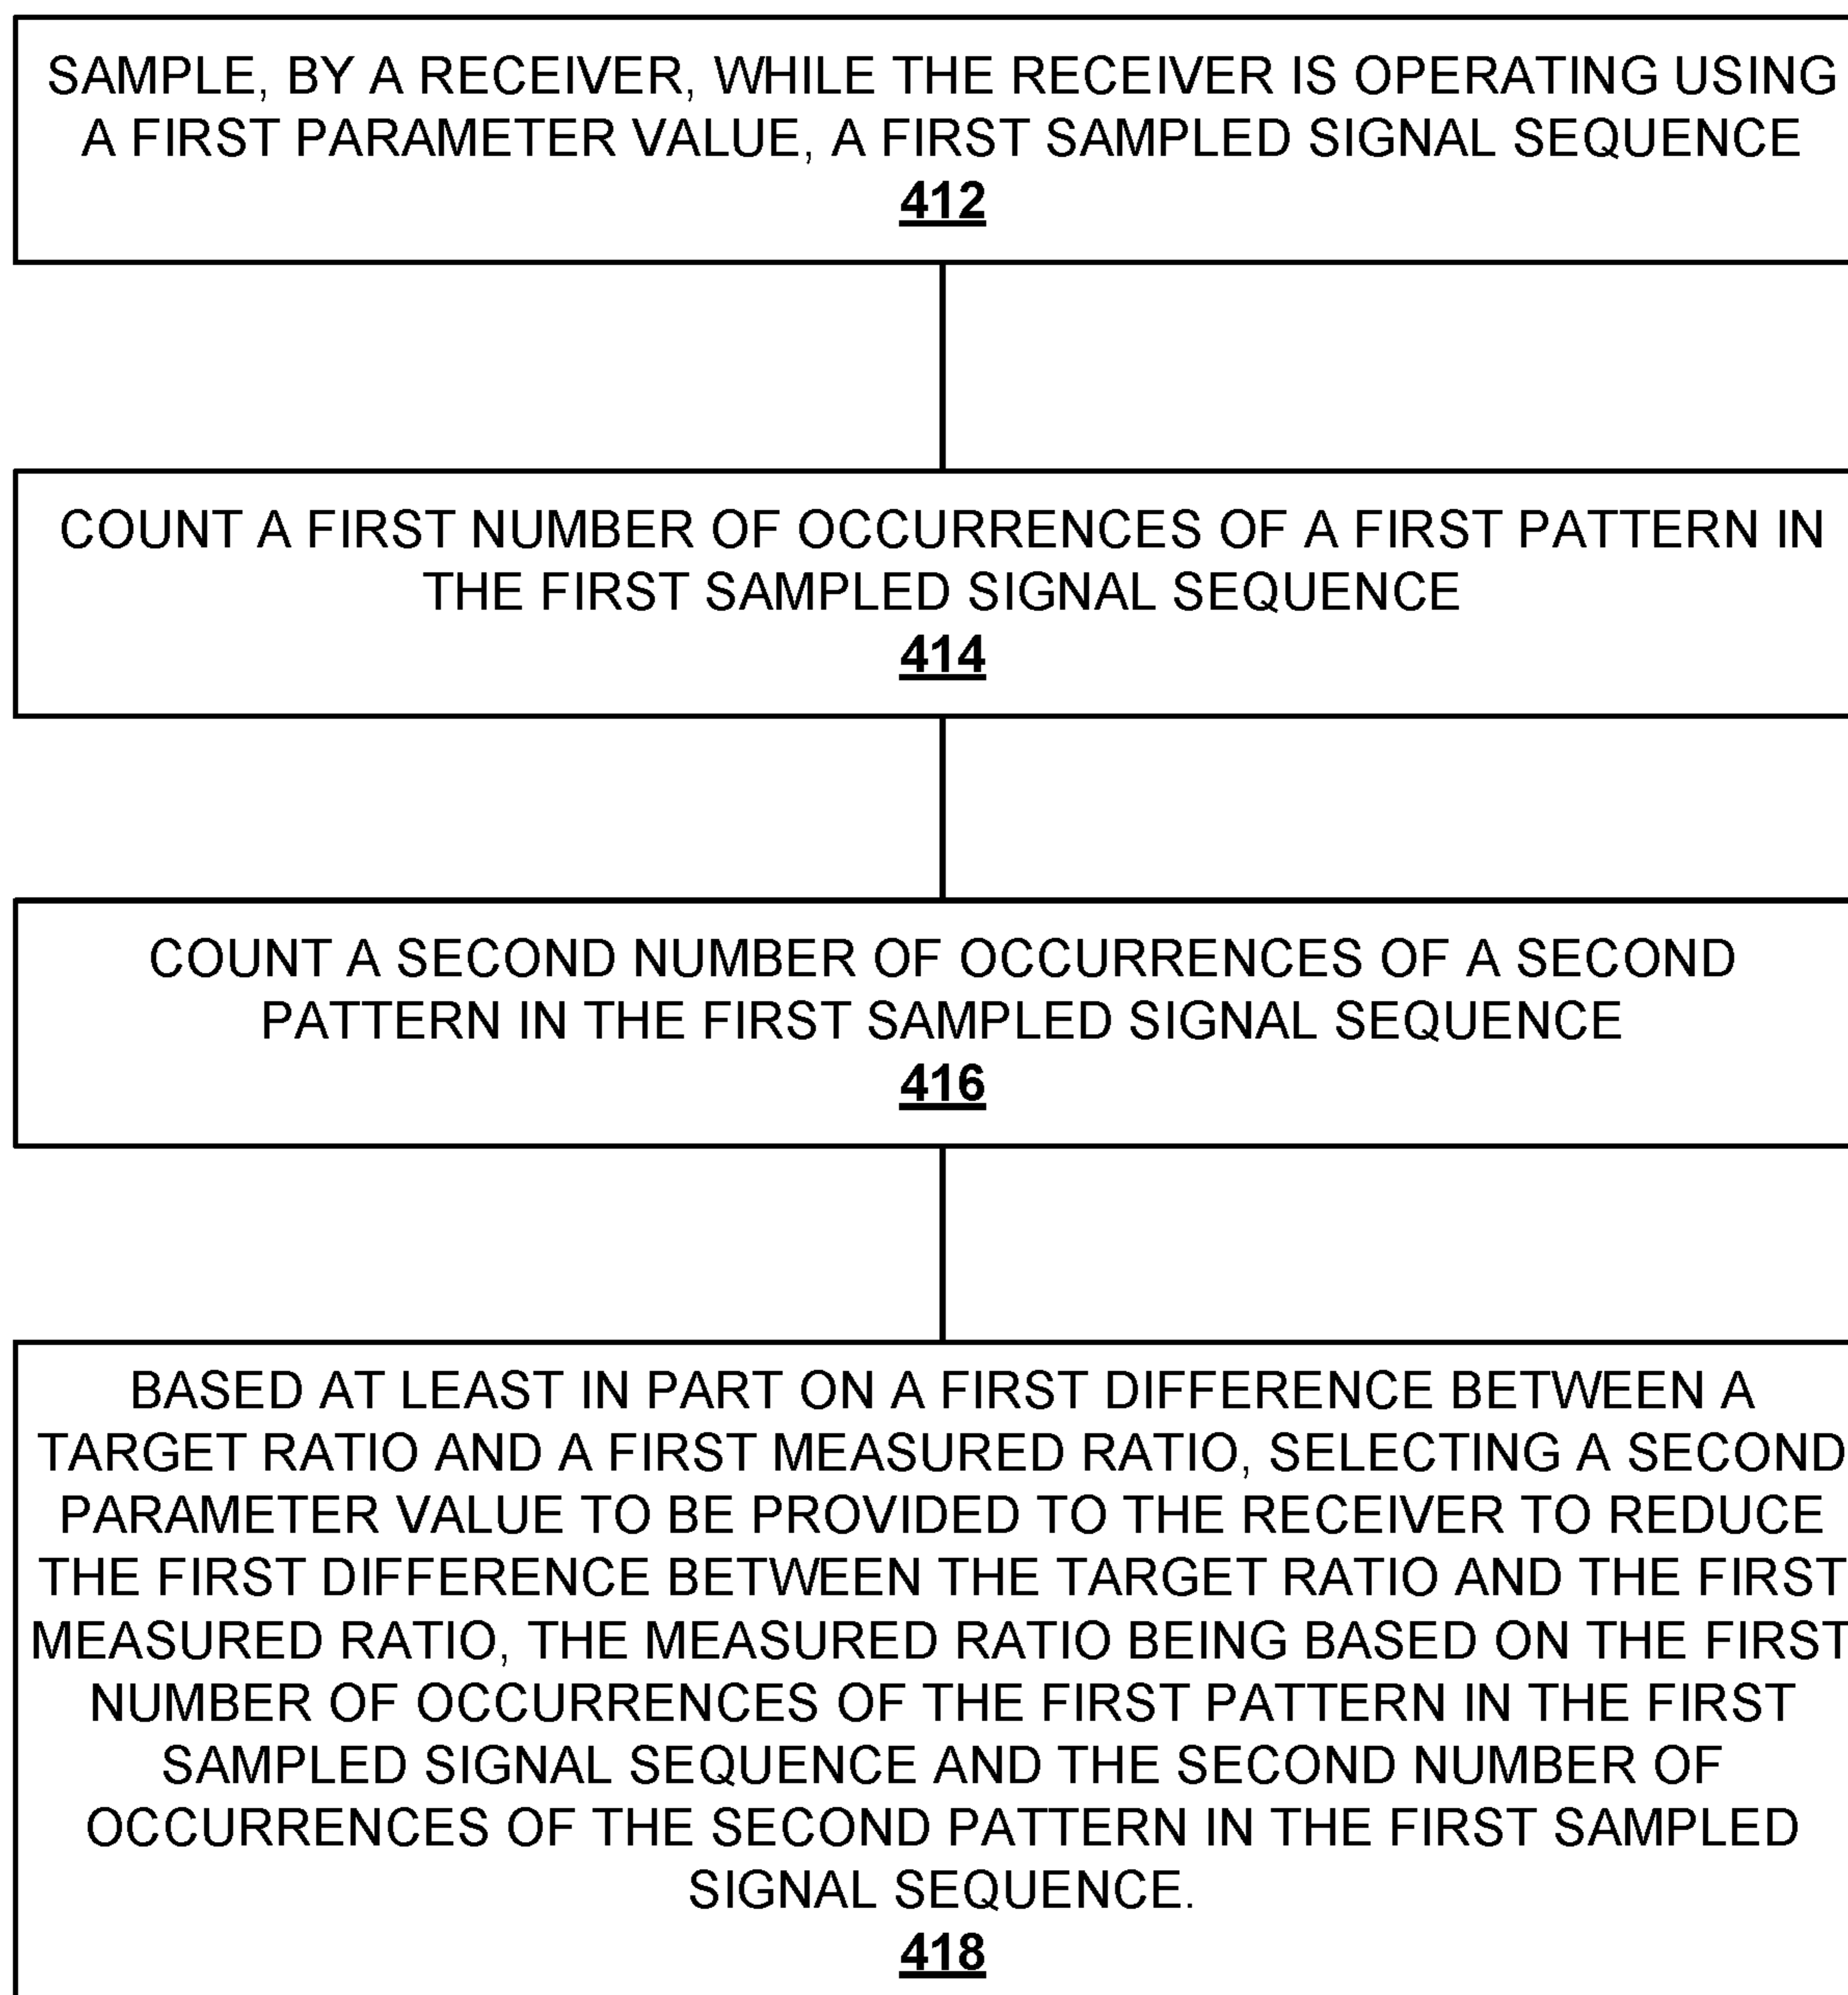 SAMPLE, BY A RECEIVER, WHILE THE RECEIVER IS OPERATING USING
A FIRST PARAMETER VALUE, A FIRST SAMPLED SIGNAL SEQUENCE
412
COUNT A FIRST NUMBER OF OCCURRENCES OF A FIRST PATTERN IN
THE FIRST SAMPLED SIGNAL SEQUENCE
414
COUNT A SECOND NUMBER OF OCCURRENCES OF A SECOND
PATTERN IN THE FIRST SAMPLED SIGNAL SEQUENCE
416
BASED AT LEAST IN PART ON A FIRST DIFFERENCE BETWEEN A
TARGET RATIO AND A FIRST MEASURED RATIO, SELECTING A SECOND
PARAMETER VALUE TO BE PROVIDED TO THE RECEIVER TO REDUCE
THE FIRST DIFFERENCE BETWEEN THE TARGET RATIO AND THE FIRST
MEASURED RATIO, THE MEASURED RATIO BEING BASED ON THE FIRST
NUMBER OF OCCURRENCES OF THE FIRST PATTERN IN THE FIRST
SAMPLED SIGNAL SEQUENCE AND THE SECOND NUMBER OF
OCCURRENCES OF THE SECOND PATTERN IN THE FIRST SAMPLED
SIGNAL SEQUENCE.
418